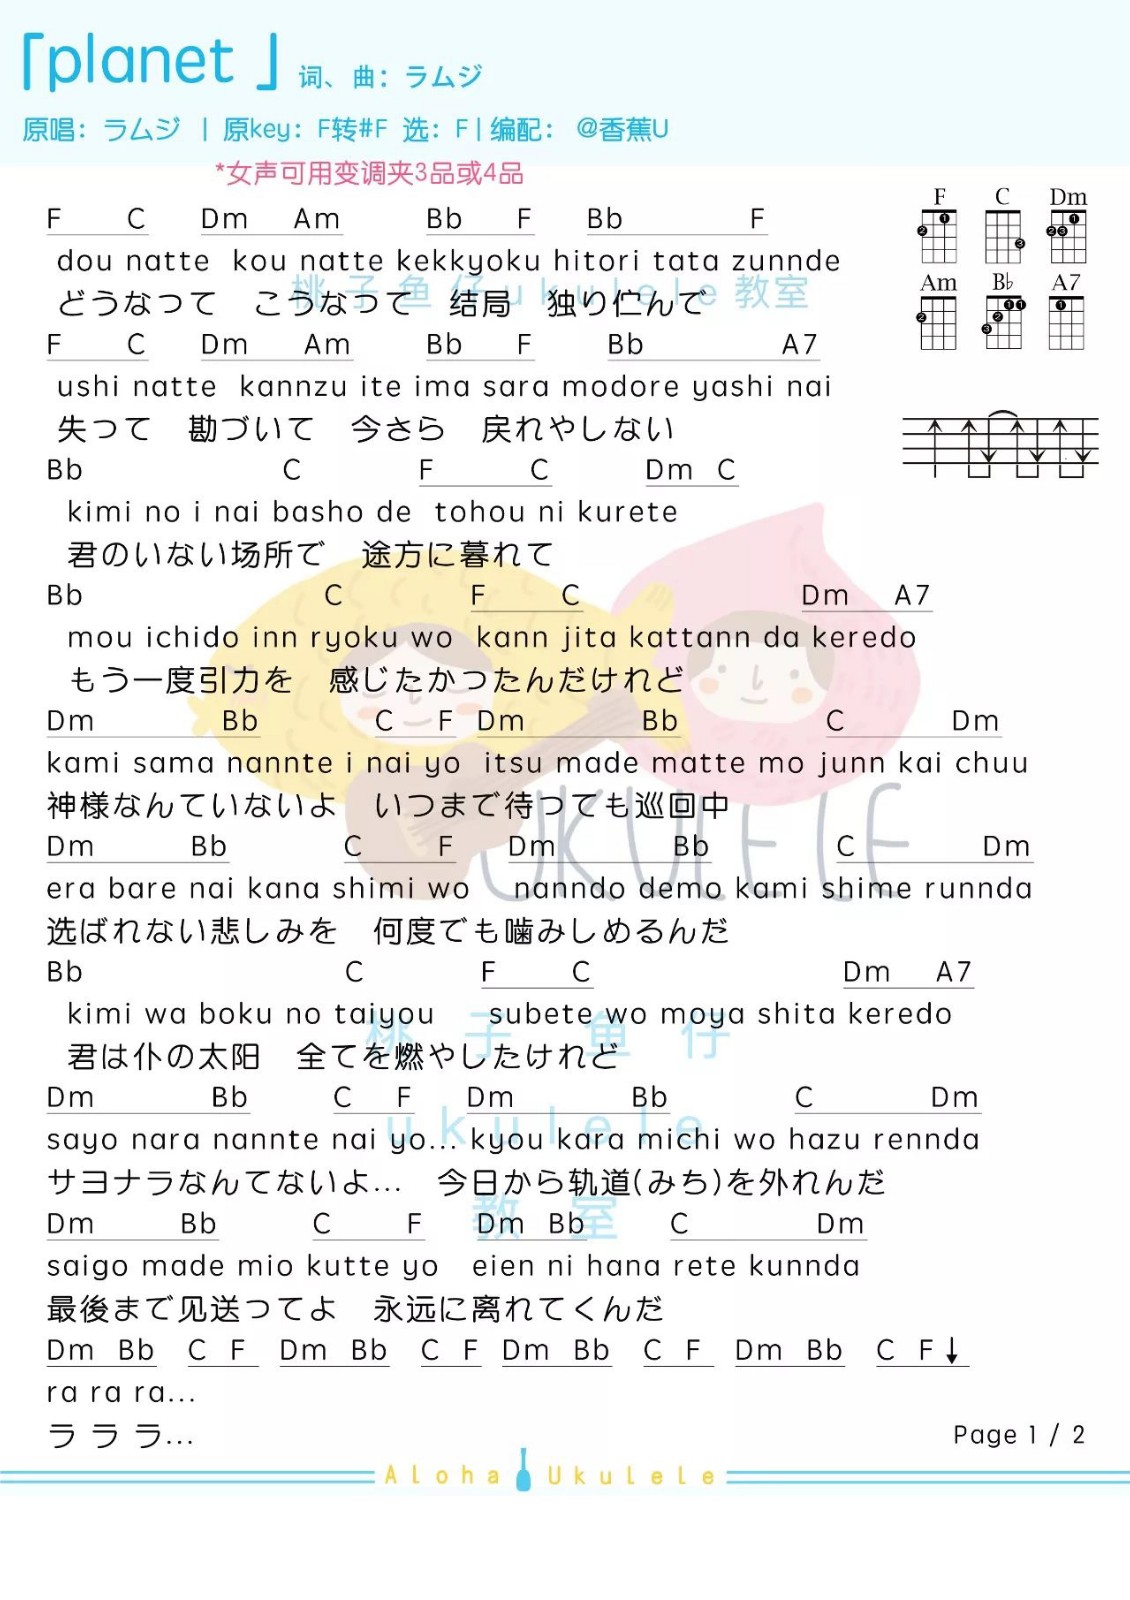 「planet 」 词、曲：ラムジ
原唱：ラムジ | 原key：F转#F 选：F | 编配： @香蕉U
*女声可用变调夹3品或4品
F C Dm Am Bb F Bb F
dou natte kou natte kekkyoku hitori tata zunnde
どうなって こうなって 结局 独り伫んで
F C Dm Am Bb F Bb A7
ushi natte kannzu ite ima sara modore yashi nai
失って 勘づいて 今さら 戻れやしない
Bb C F C Dm C
kimi no i nai basho de tohou ni kurete
君のいない场所で 途方に暮れて
Bb C F C Dm A7
mou ichido inn ryoku wo kann jita kattann da keredo
もう一度引力を 感じたかったんだけれど
Dm Bb C F Dm Bb C Dm
kami sama nannte i nai yo itsu made matte mo junn kai chuu
神様なんていないよ いつまで待っても巡回中
Dm Bb C F Dm Bb C Dm
era bare nai kana shimi wo nanndo demo kami shime runnda
选ばれない悲しみを 何度でも噛みしめるんだ
Bb C F C Dm A7
kimi wa boku no taiyou subete wo moya shita keredo
君は仆の太阳 全てを燃やしたけれど
Dm Bb C F Dm Bb C Dm
sayo nara nannte nai yo... kyou kara michi wo hazu rennda
サヨナラなんてないよ... 今日から轨道(みち)を外れんだ
Dm Bb C F Dm Bb C Dm
saigo made mio kutte yo eien ni hana rete kunnda
最後まで见送ってよ 永远に离れてくんだ
Dm Bb C F Dm Bb C F Dm Bb C F Dm Bb C F↓
ra ra ra...
ラ ラ ラ...
F C Dm
Am B♭ A7
桃子鱼仔ukulele教室
UKULELE
桃子鱼仔
ukulele
教室
Page 1 / 2
Aloha Ukulele